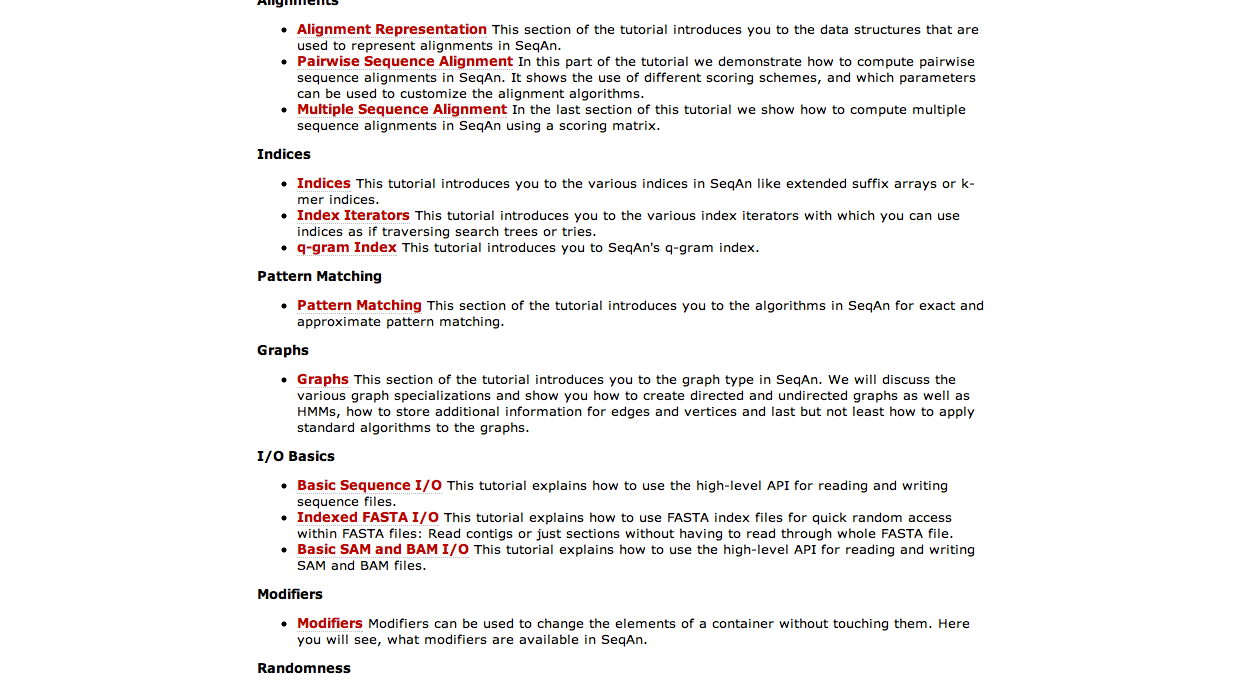 Alignments
Alignment Representation This section of the tutorial introduces you to the data structures that are
used to represent alignments in SeqAn.
Pairwise Sequence Alignment In this part of the tutorial we demonstrate how to compute pairwise
sequence alignments in SeqAn. It shows the use of different scoring schemes, and which parameters
can be used to customize the alignment algorithms.
Multiple Sequence Alignment In the last section of this tutorial we show how to compute multiple
sequence alignments in SeqAn using a scoring matrix.
Indices
Indices This tutorial introduces you to the various indices in SeqAn like extended suffix arrays or k-
mer indices.
Index Iterators This tutorial introduces you to the various index iterators with which you can use
indices as if traversing search trees or tries.
q-gram Index This tutorial introduces you to SeqAn's q-gram index.
Pattern Matching
Pattern Matching This section of the tutorial introduces you to the algorithms in SeqAn for exact and
approximate pattern matching.
Graphs
Graphs This section of the tutorial introduces you to the graph type in SeqAn. We will discuss the
various graph specializations and show you how to create directed and undirected graphs as well as
HMMs, how to store additional information for edges and vertices and last but not least how to apply
standard algorithms to the graphs.
I/O Basics
Basic Sequence I/O This tutorial explains how to use the high-level API for reading and writing
sequence files.
Indexed FASTA I/O This tutorial explains how to use FASTA index files for quick random access
within FASTA files: Read contigs or just sections without having to read through whole FASTA file.
Basic SAM and BAM I/O This tutorial explains how to use the high-level API for reading and writing
SAM and BAM files.
Modifiers
Modifiers Modifiers can be used to change the elements of a container without touching them. Here
you will see, what modifiers are available in SeqAn.
Randomness